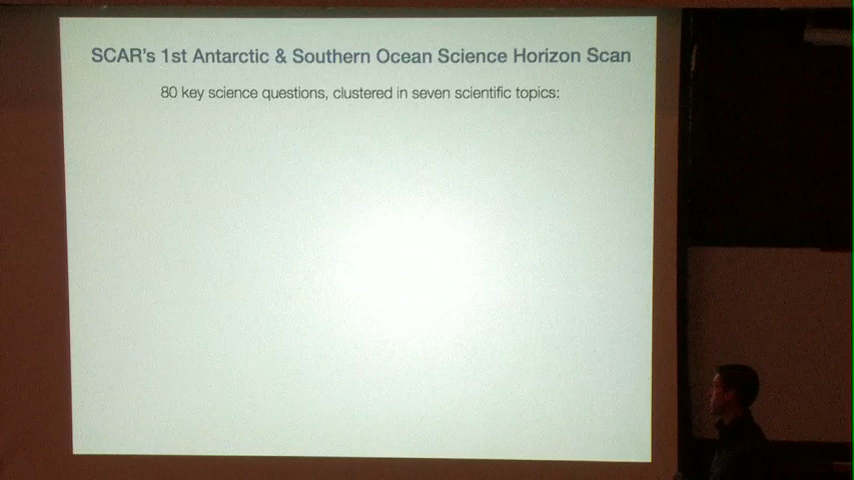 SCAR's 1st Antarctic & Southern Ocean Science Horizon Scan
80 key science questions, clustered in seven scientific topics: